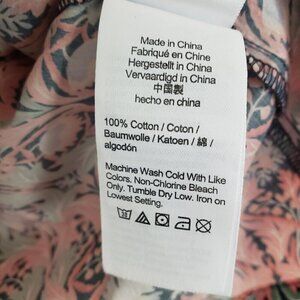 Made in China
Fabriqué en Chine
Hergestellt in China
Vervaardigd in China
中国製
hecho en china
100% Cotton / Coton /
Baumwolle / Katoen / 綿 /
algodón
Machine Wash Cold With Like
Colors. Non-Chlorine Bleach
Only. Tumble Dry Low. Iron on
Lowest Setting.